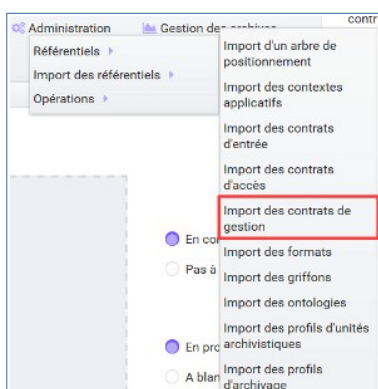 contr
Administration
Gestion des archives
Référentiels
Import des référentiels
Opérations
Import d'un arbre de
positionnement
Import des contextes
applicatifs
Import des contrats
d'entrée
Import des contrats
d'accès
Import des contrats de
gestion
Import des formats
Import des griffons
Import des ontologies
Import des profils d'unités
archivistiques
Import des profils
d'archivage
En co
Pas à
En pro
A blan